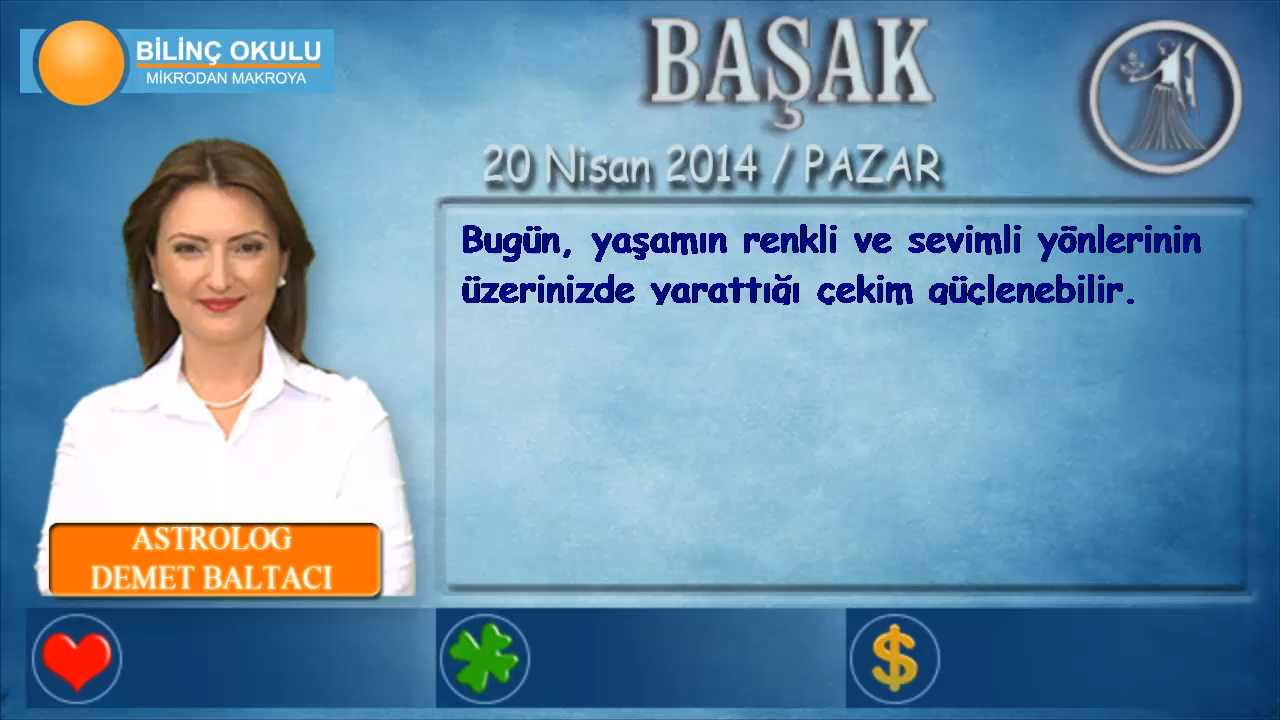 BİLİNÇ OKULU
MİKRODAN MAKROYA
BAŞAK
20 Nisan 2014 / PAZAR
Bugün, yaşamın renkli ve sevimli yönlerinin
üzerinizde yarattığı çekim güçlenebilir.
ASTROLOG
DEMET BALTACI